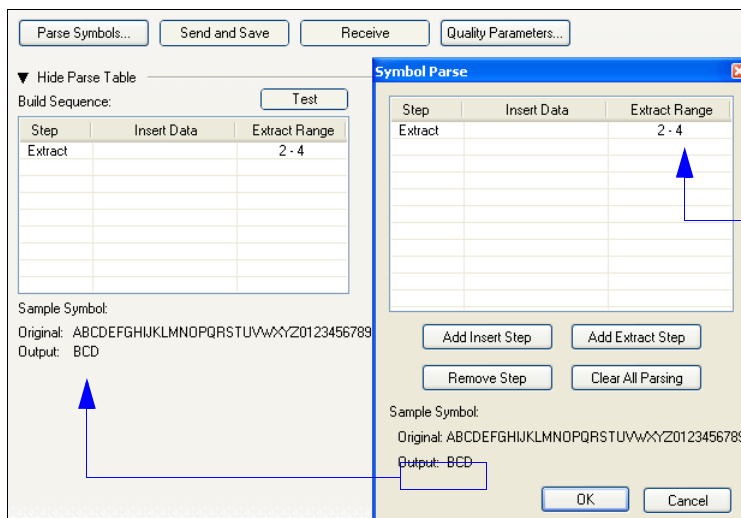 Parse Symbols... Send and Save Receive Quality Parameters...
▼ Hide Parse Table
Build Sequence: Test
Step Insert Data Extract Range
Extract 2 - 4
Sample Symbol:
Original: ABCDEFGHIJKLMNOPQRSTUVWXYZ0123456789
Output: BCD
Symbol Parse
Step Insert Data Extract Range
Extract 2 - 4
Add Insert Step Add Extract Step
Remove Step Clear All Parsing
Sample Symbol:
Original: ABCDEFGHIJKLMNOPQRSTUVWXYZ0123456789
Output: BCD
OK Cancel